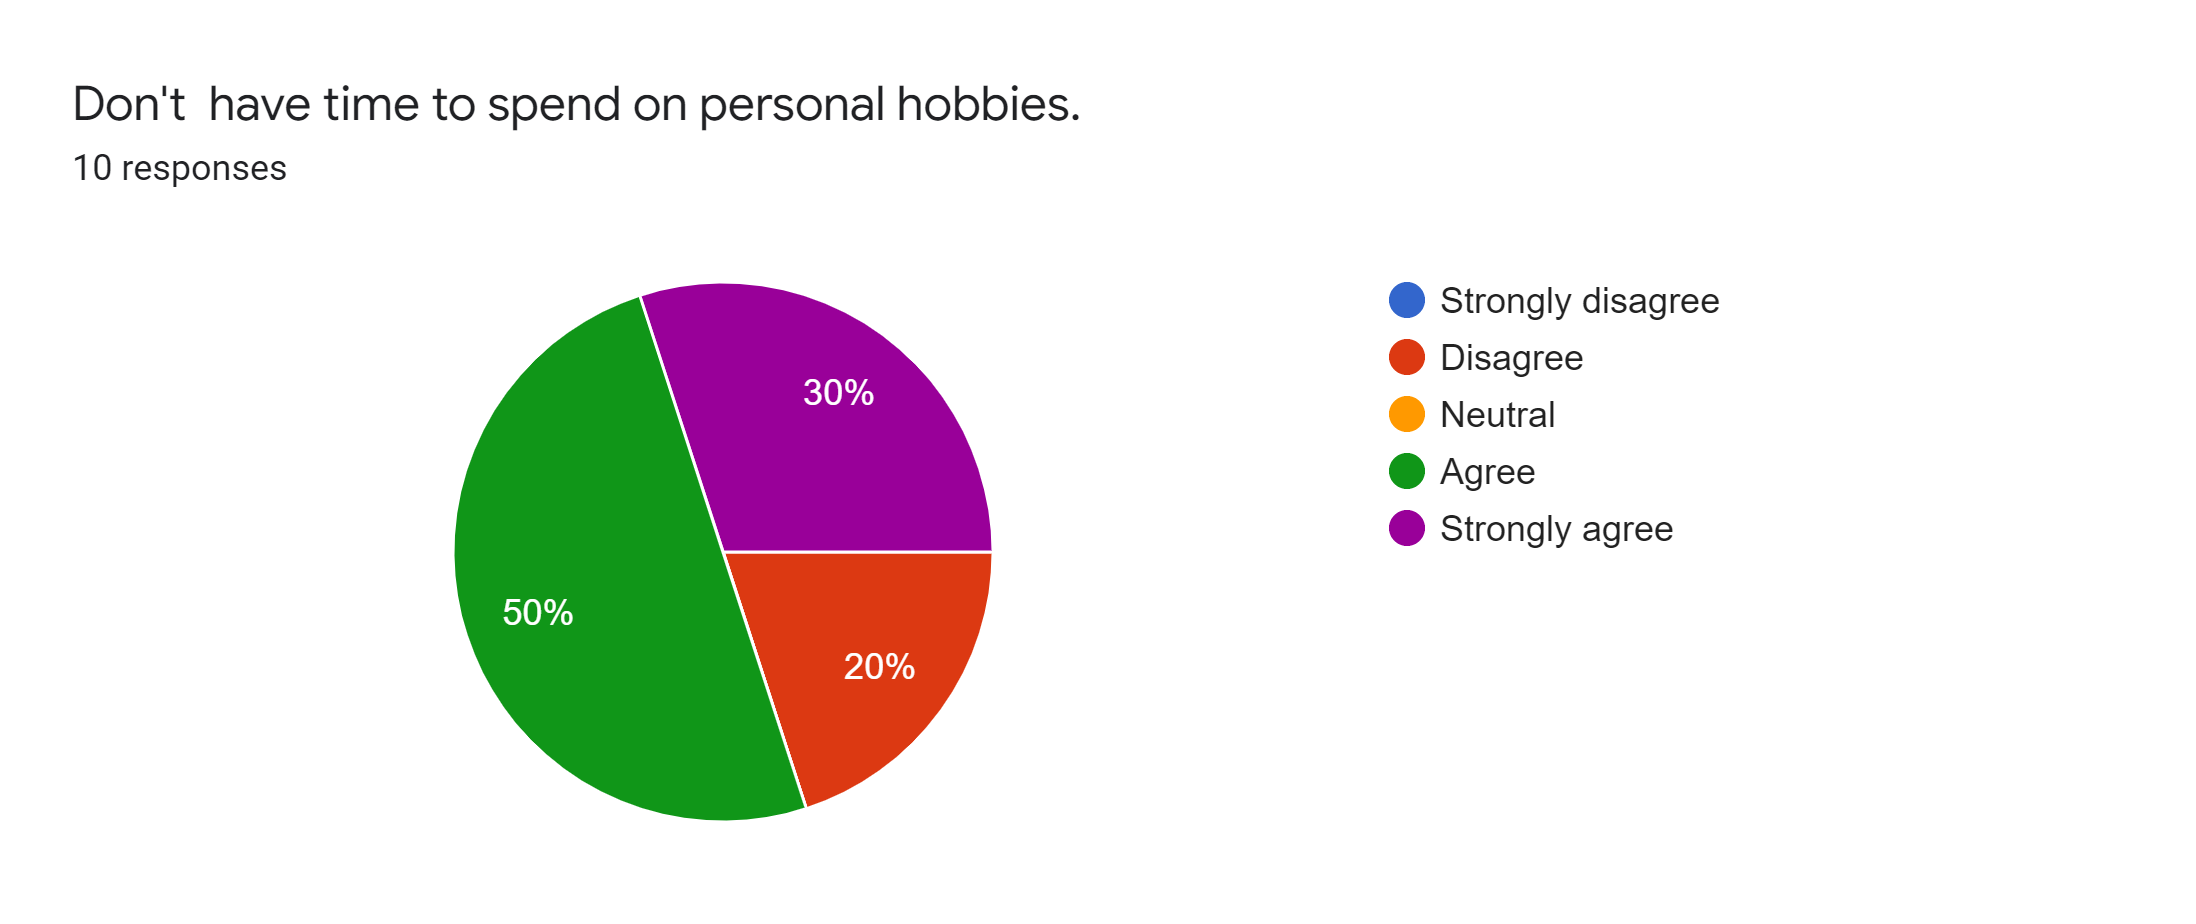 Don't  have time to spend on personal hobbies.
10 responses
30%
50%
20%
Strongly disagree
Disagree
Neutral
Agree
Strongly agree